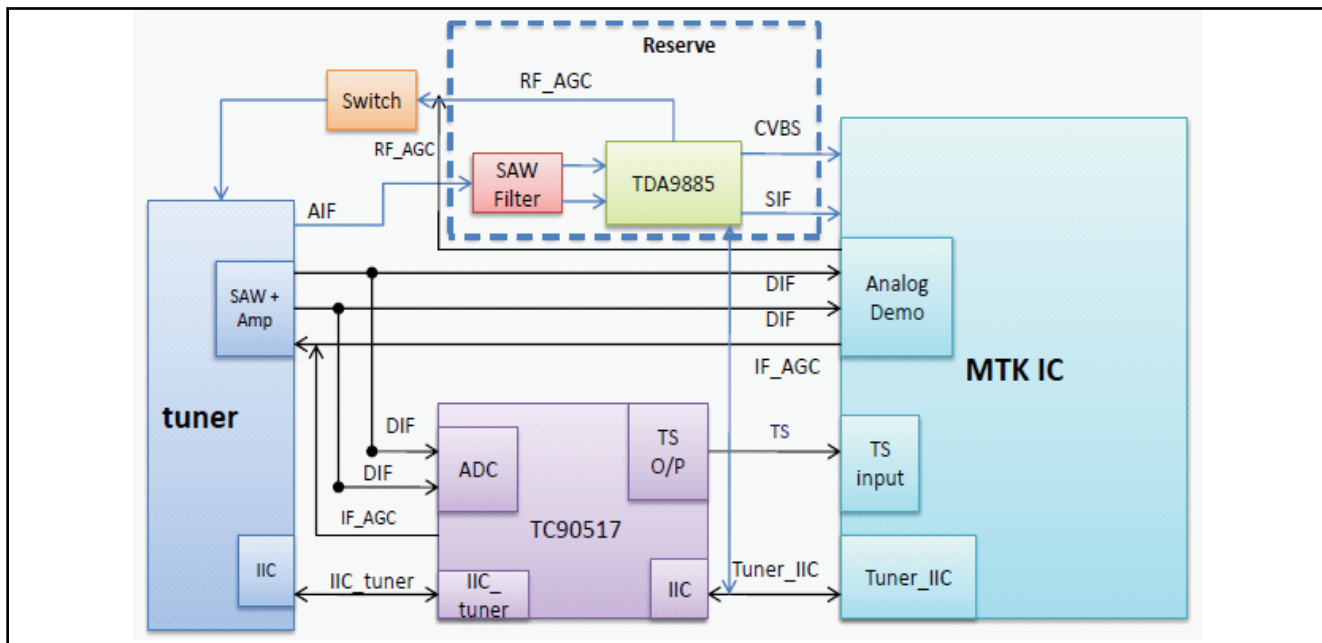 Reserve
RF_AGC
Switch
CVBS
RF_AGC
SAW
Filter
TDA9885
AIF
SIF
SAW +
Amp
DIF
Analog
Demo
DIF
IF_AGC
MTK IC
tuner
DIF
TS
O/P
TS
ADC
TS
input
DIF
IF_AGC
TC90517
IIC
IIC_tuner
IIC_
tuner
IIC
Tuner_IIC
Tuner_IIC